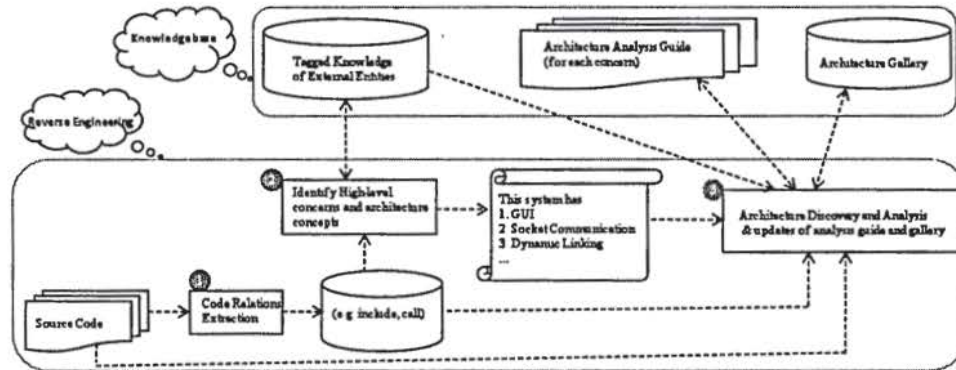 Knowledgebase
Tagged Knowledge
of External Entities
Architecture Analysis Guide
(for each concern)
Architecture Gallery
Reverse Engineering
Identify High-level
concerns and architecture
concepts
This system has
1. GUI
2 Socket Communication
3 Dynamic Linking
...
Architecture Discovery and Analysis
& updates of analysis guide and gallery
Source Code
Code Relations
Extraction
(e.g. include, call)